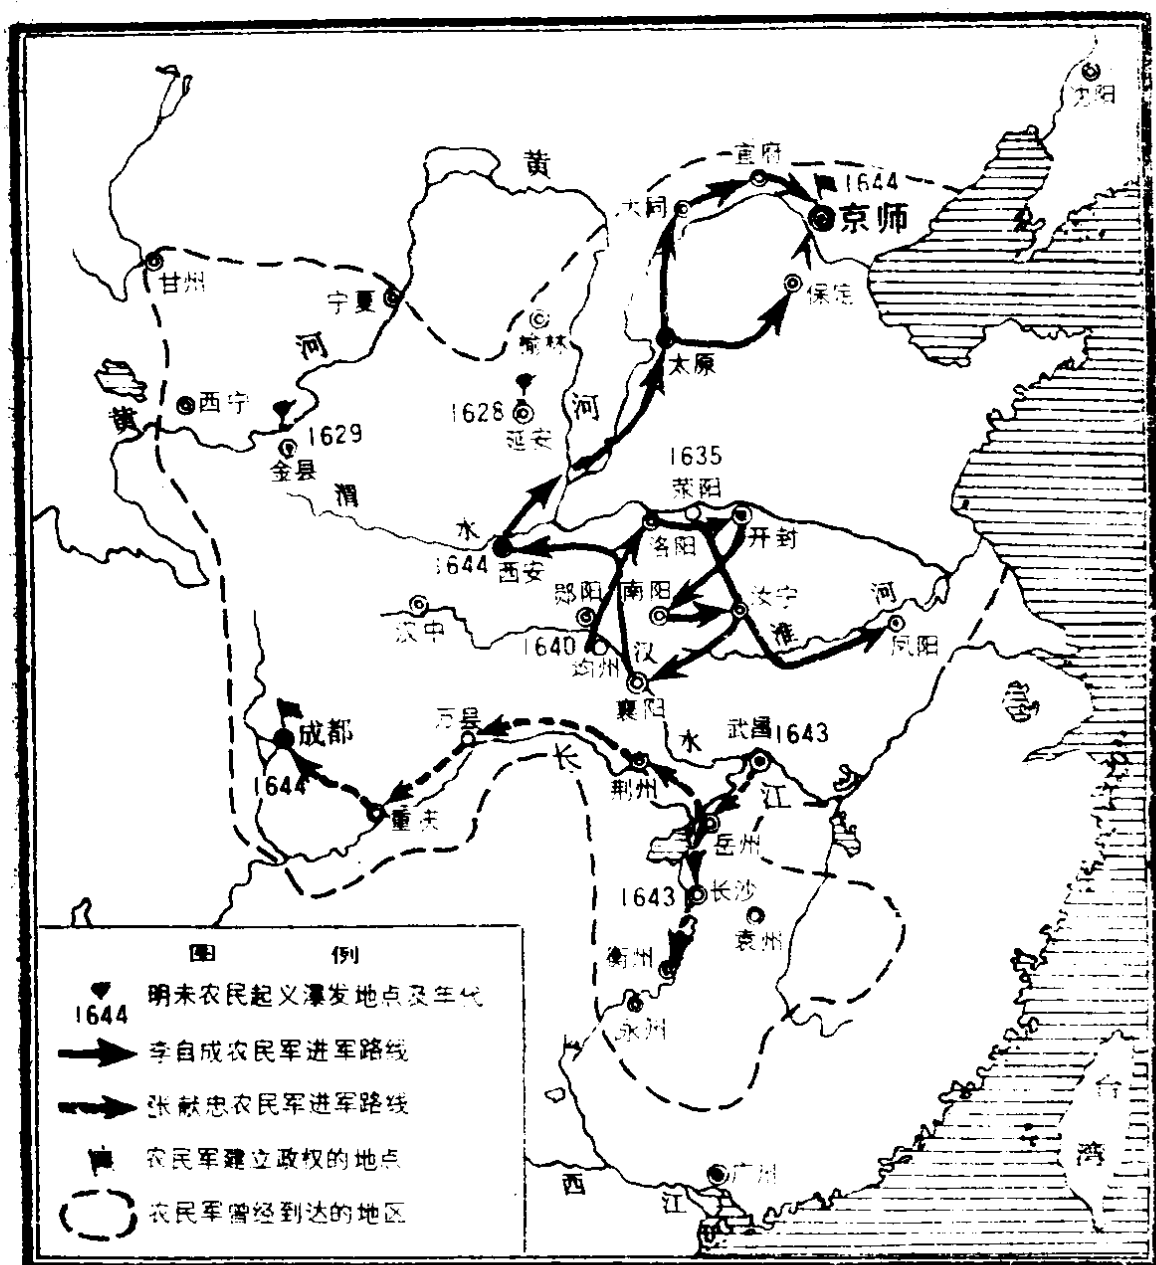 沈阳
宣府
黄
1644
大同
京师
甘州
宁夏
保定
榆林
河
太原
西宁
1628
河
黄
延安
1629
1635
金县
荥阳
渭
水
洛阳
开封
1644
西安
郧阳
南阳
汝宁
河
汉中
淮
凤阳
1640
均州
汉
襄阳
万县
成都
水
武昌
1643
长
1644
荆州
江
重庆
岳州
1643
长沙
袁州
衡州
永州
台
湾
广州
西
江
图例
1644
明末农民起义瀑发地点及年代
李自成农民军进军路线
张献忠农民军进军路线
农民军建立政权的地点
农民军曾经到达的地区